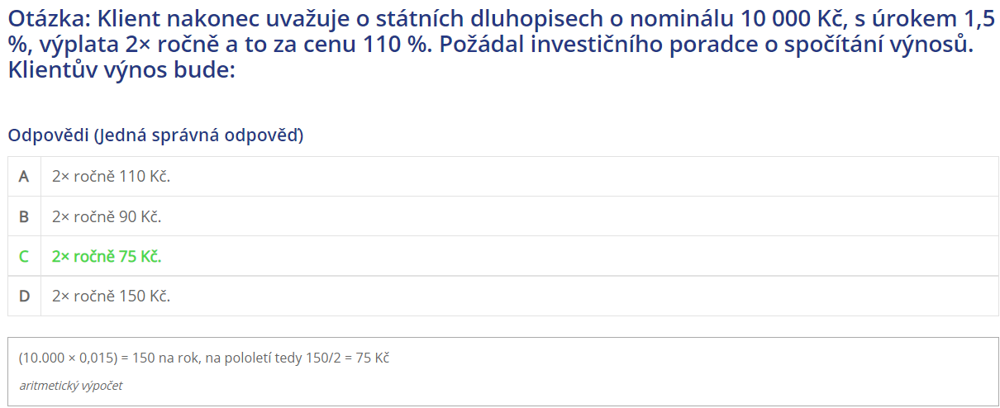 Otázka: Klient nakonec uvažuje o státních dluhopisech o nominálu 10 000 Kč, s úrokem 1,5
%, výplata 2× ročně a to za cenu 110 %. Požádal investičního poradce o spočítání výnosů.
Klientův výnos bude:
Odpovědi (Jedná správná odpověď)
A 2× ročně 110 Kč.
B 2× ročně 90 Kč.
C 2× ročně 75 Kč.
D 2× ročně 150 Kč.
(10.000 × 0,015) = 150 na rok, na pololetí tedy 150/2 = 75 Kč
aritmetický výpočet